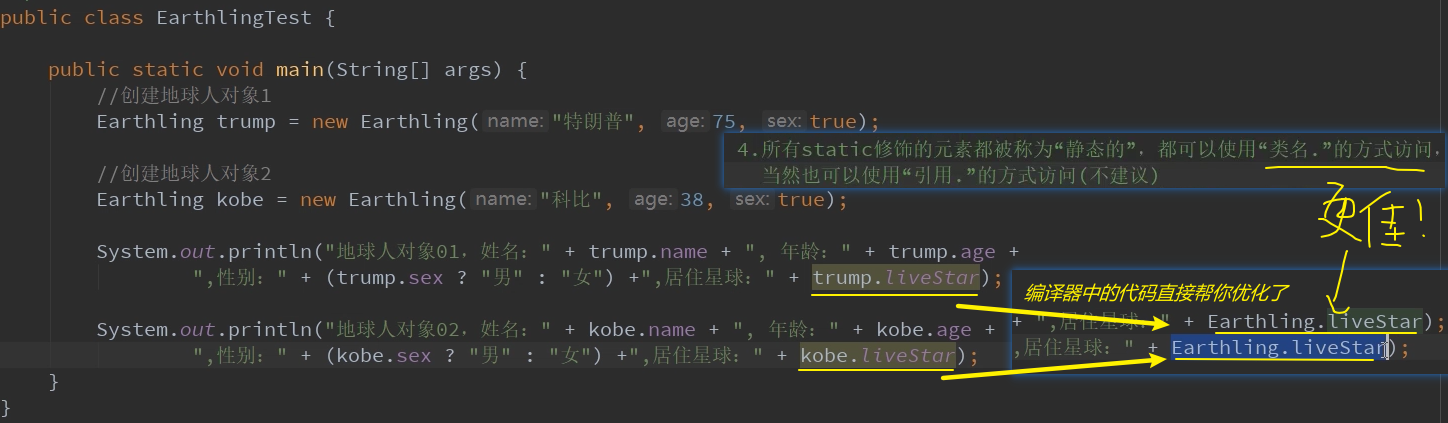 public class EarthlingTest {
public static void main(String[] args) {
//创建地球人对象1
Earthling trump = new Earthling( name: "特朗普", age: 75, sex: true);
4.所有static修饰的元素都被称为“静态的”，都可以使用“类名.”的方式访问，
当然也可以使用“引用.”的方式访问(不建议)
//创建地球人对象2
Earthling kobe = new Earthling( name: "科比", age: 38, sex: true);
更佳！
System.out.println("地球人对象01，姓名：" + trump.name + ", 年龄：" + trump.age +
",性别：" + (trump.sex ? "男" : "女") +",居住星球：" + trump.liveStar);
编译器中的代码直接帮你优化了
+ ",居住星球：" + Earthling.liveStar);
,居住星球：" + Earthling.liveStar);
System.out.println("地球人对象02，姓名：" + kobe.name + ", 年龄：" + kobe.age +
",性别：" + (kobe.sex ? "男" : "女") +",居住星球：" + kobe.liveStar);
}
}